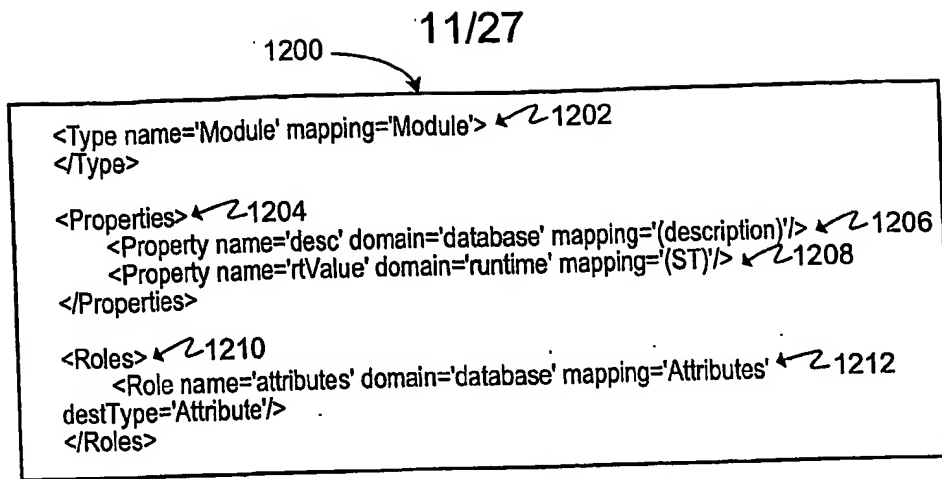 11/27
1200
<Type name='Module' mapping='Module'> 1202
</Type>
<Properties> 1204
<Property name='desc' domain='database' mapping='(description)'/> 1206
<Property name='rtValue' domain='runtime' mapping='(ST)'/> 1208
</Properties>
<Roles> 1210
<Role name='attributes' domain='database' mapping='Attributes' 1212
destType='Attribute'/>
</Roles>